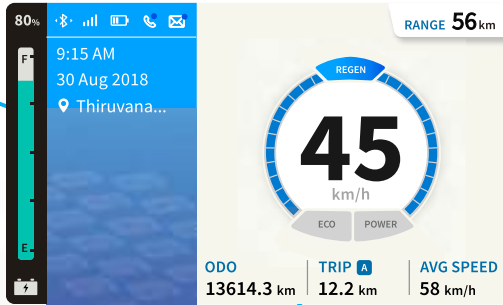 80%
F
E
9:15 AM
30 Aug 2018
Thiruvana...
RANGE 56 km
REGEN
45
km/h
ECO
POWER
ODO
13614.3 km
TRIP A
12.2 km
AVG SPEED
58 km/h